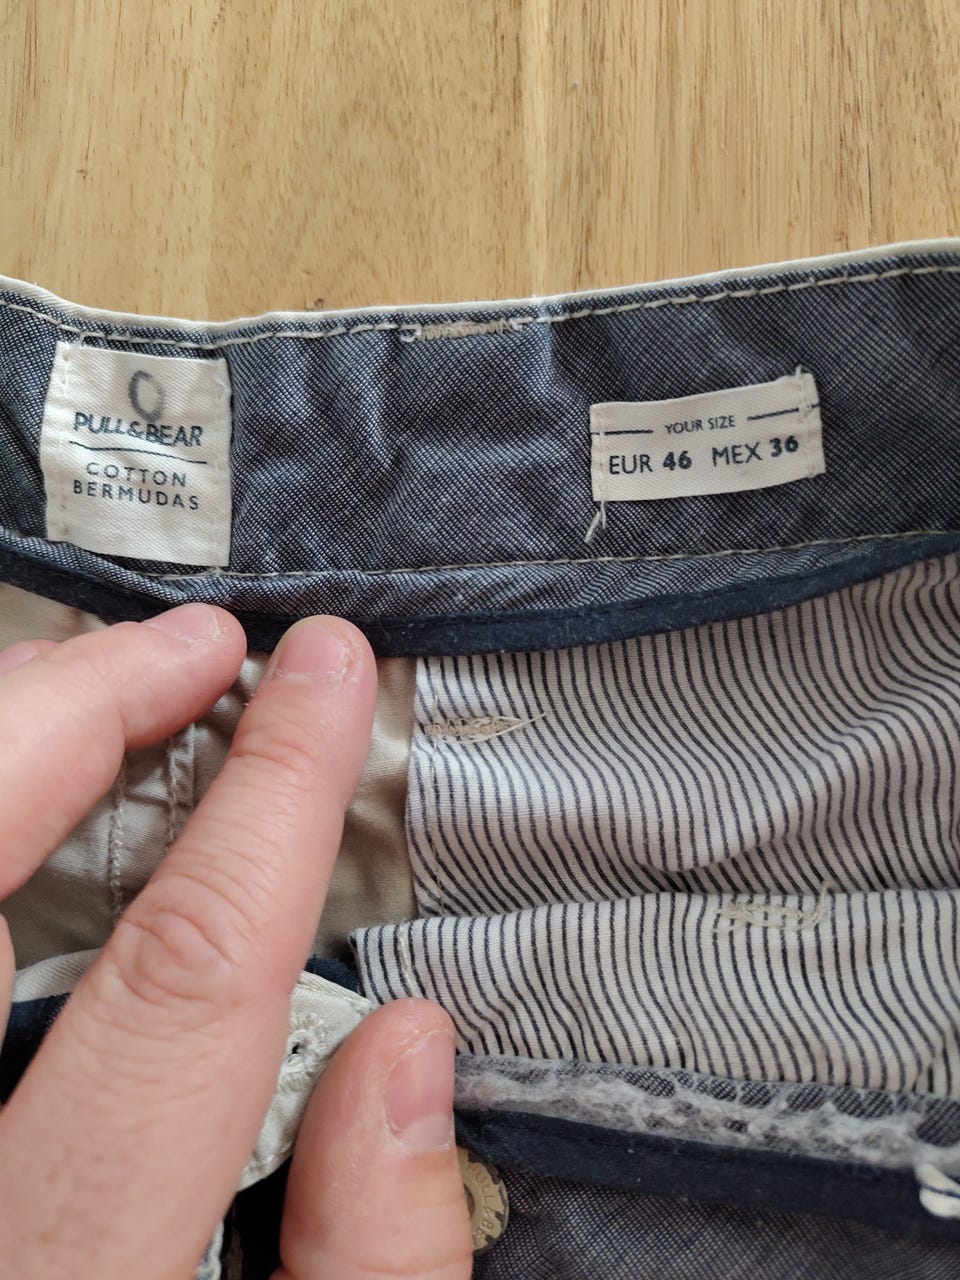 O
PULL&BEAR
COTTON
BERMUDAS
YOUR SIZE
EUR 46 MEX 36